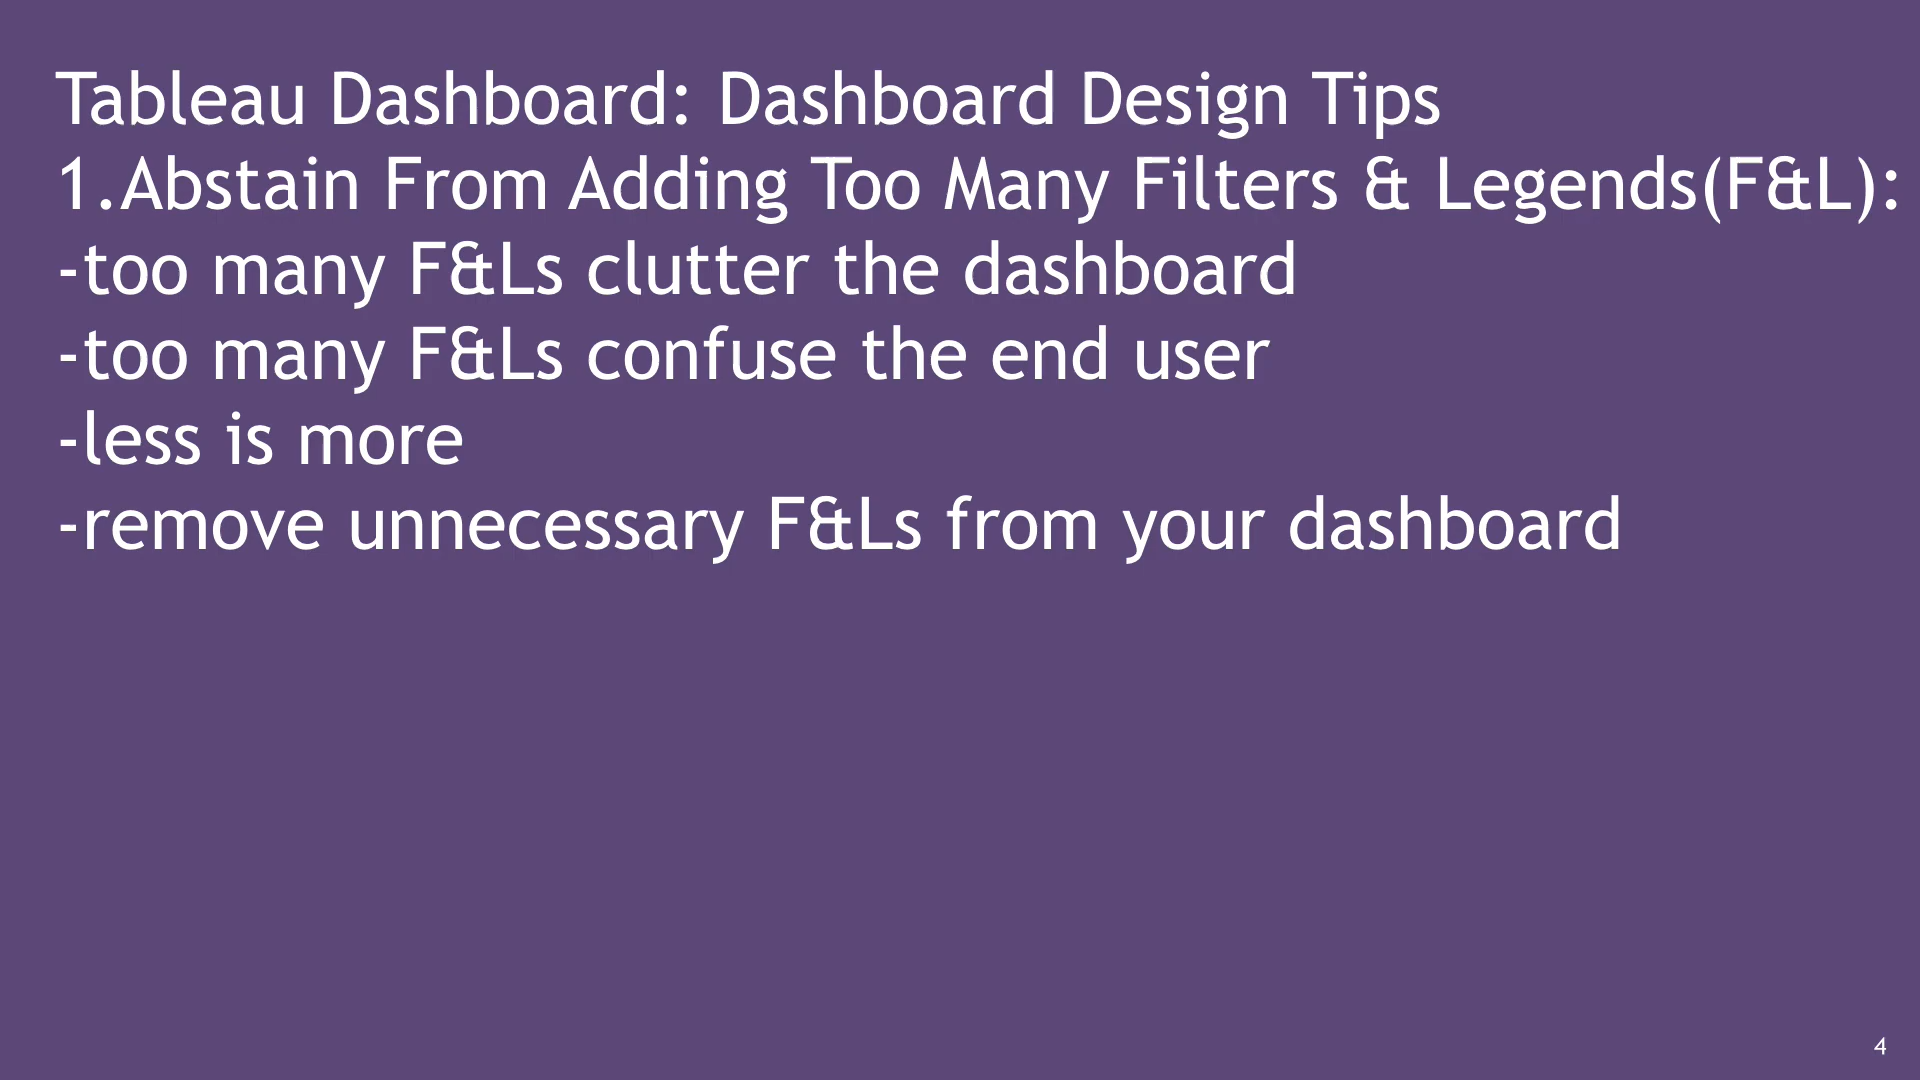 Tableau Dashboard: Dashboard Design Tips
1.Abstain From Adding Too Many Filters & Legends(F&L):
-too many F&Ls clutter the dashboard
-too many F&Ls confuse the end user
-less is more
-remove unnecessary F&Ls from your dashboard
4